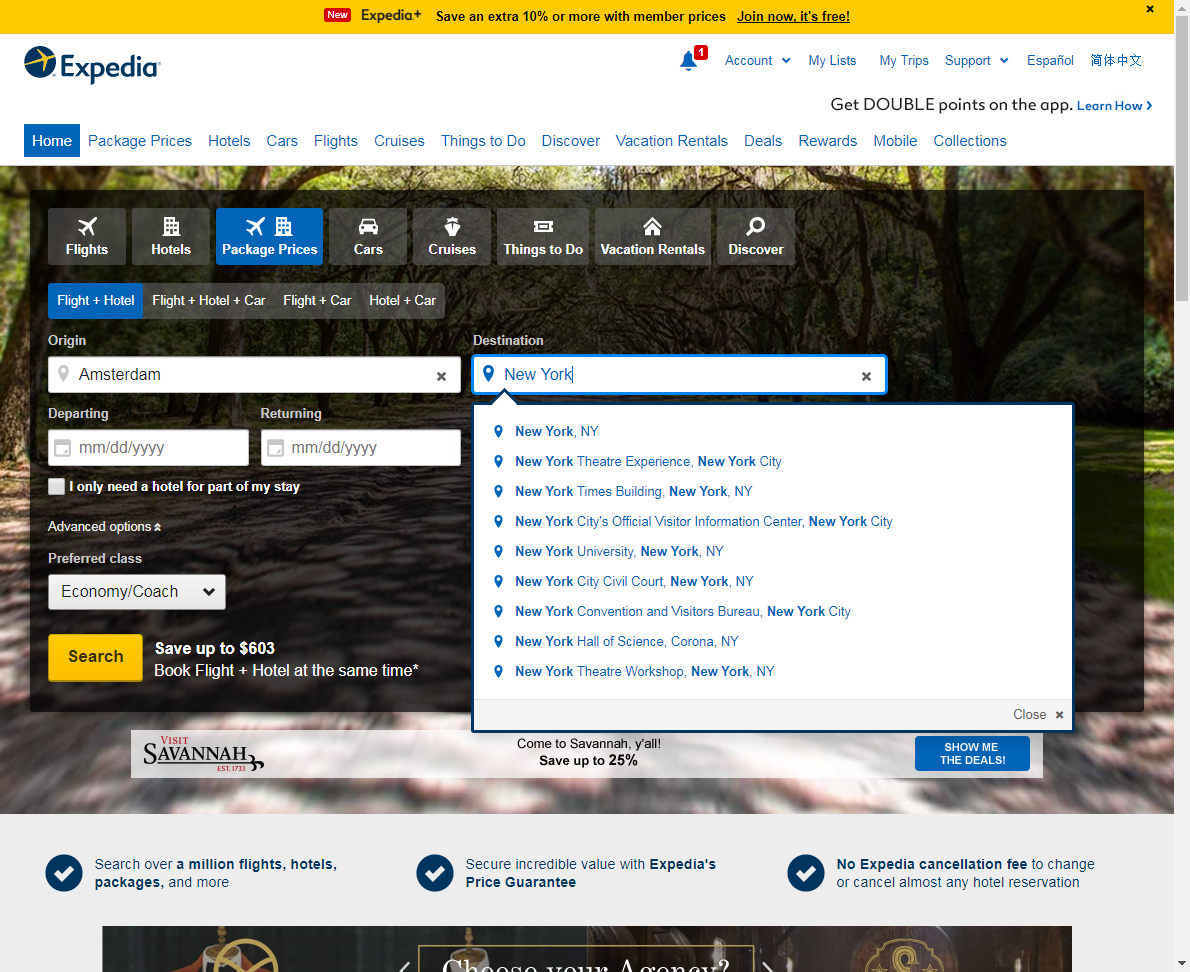 New Expedia+ Save an extra 10% or more with member prices Join now, it's free!
Expedia
1 Account My Lists My Trips Support Español 简体中文
Get DOUBLE points on the app. Learn How
Home Package Prices Hotels Cars Flights Cruises Things to Do Discover Vacation Rentals Deals Rewards Mobile Collections
Flights Hotels Package Prices Cars Cruises Things to Do Vacation Rentals Discover
Flight + Hotel Flight + Hotel + Car Flight + Car Hotel + Car
Origin Destination
Amsterdam New York
Departing Returning
mm/dd/yyyy mm/dd/yyyy
I only need a hotel for part of my stay
Advanced options
Preferred class
Economy/Coach
Search
Save up to $603
Book Flight + Hotel at the same time*
New York, NY
New York Theatre Experience, New York City
New York Times Building, New York, NY
New York City's Official Visitor Information Center, New York City
New York University, New York, NY
New York City Civil Court, New York, NY
New York Convention and Visitors Bureau, New York City
New York Hall of Science, Corona, NY
New York Theatre Workshop, New York, NY
Close
VISIT
SAVANNAH
EST. 1733
Come to Savannah, y'all!
Save up to 25%
SHOW ME
THE DEALS!
Search over a million flights, hotels,
packages, and more
Secure incredible value with Expedia's
Price Guarantee
No Expedia cancellation fee to change
or cancel almost any hotel reservation
Choose your Agency?